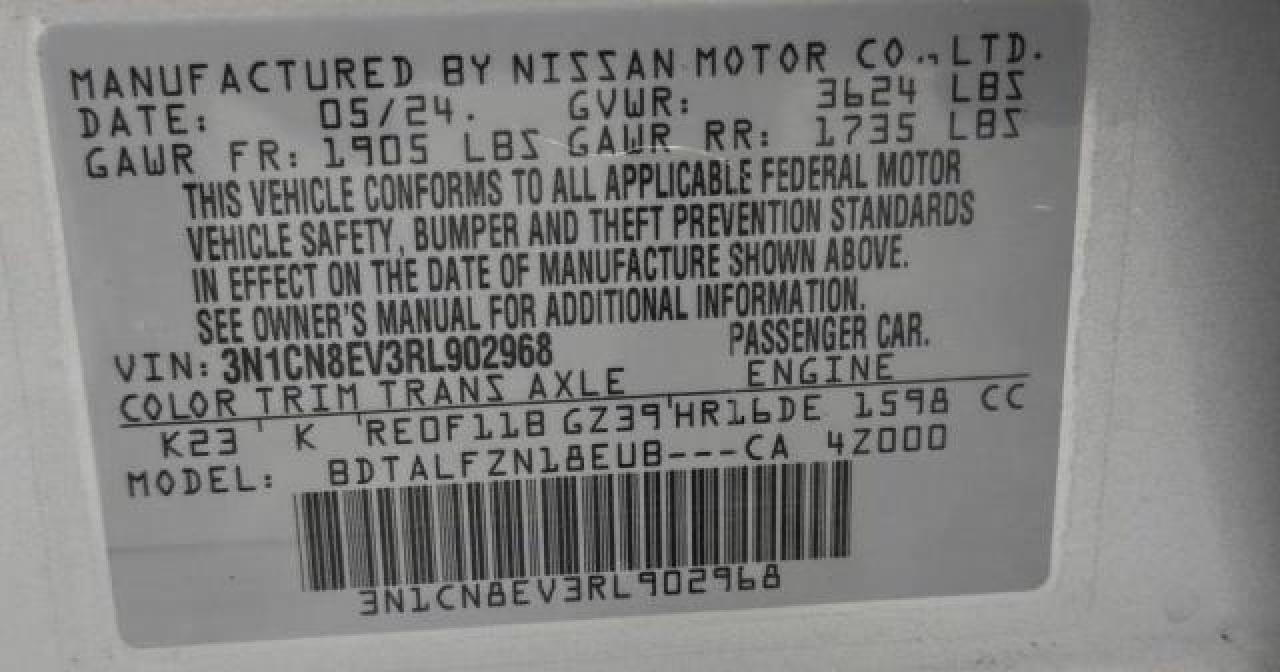 MANUFACTURED BY NISSAN MOTOR CO., LTD.
DATE: 05/24. GVWR: 3624 LBS
GAWR FR: 1905 LBS GAWR RR: 1735 LBS
THIS VEHICLE CONFORMS TO ALL APPLICABLE FEDERAL MOTOR
VEHICLE SAFETY, BUMPER AND THEFT PREVENTION STANDARDS
IN EFFECT ON THE DATE OF MANUFACTURE SHOWN ABOVE.
SEE OWNER'S MANUAL FOR ADDITIONAL INFORMATION.
VIN: 3N1CN8EV3RL902968 PASSENGER CAR.
COLOR TRIM TRANS AXLE ENGINE
K23 ' K 'RE0F11B GZ39'HR16DE 1598 CC
MODEL: BDTALFZN18EUB---CA 4Z000
3N1CN8EV3RL902968